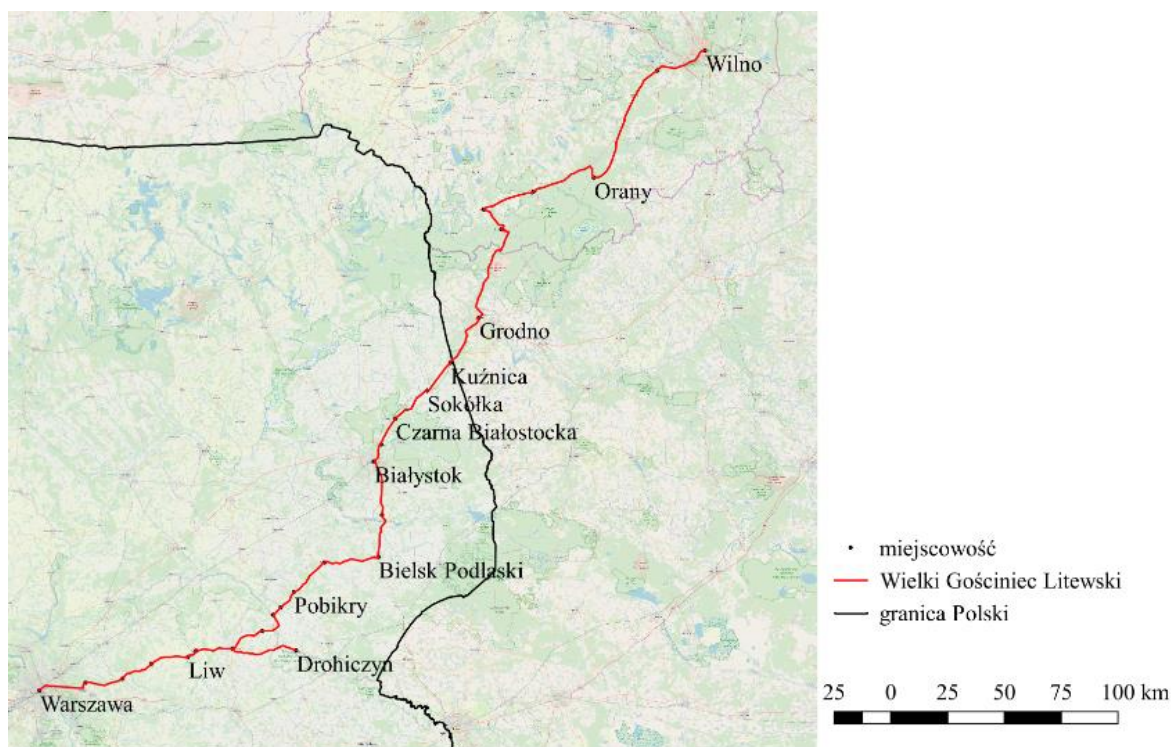 Wilno
Orany
Grodno
Kuźnica
Sokółka
Czarna Białostocka
Białystok
Bielsk Podlaski
Pobikry
Drohiczyn
Liw
Warszawa
miejscowość
Wielki Gościniec Litewski
granica Polski
25 0 25 50 75 100 km